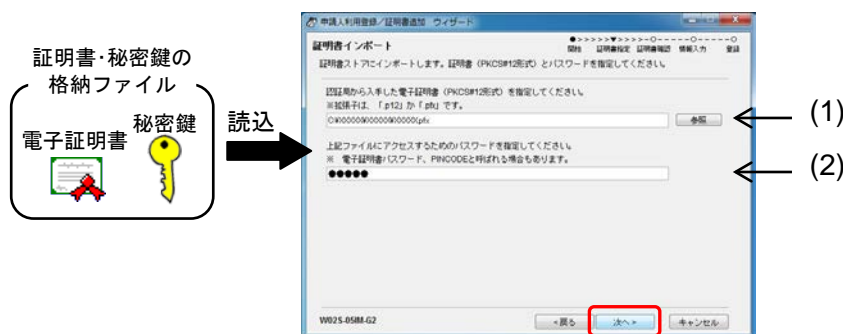 証明書・秘密鍵の
格納ファイル
電子証明書
秘密鍵
読込
申請人利用登録/証明書追加 ウィザード
証明書インポート
●>>>>>▼>>>>--O-----O-----O
開始 証明書指定 証明書確認 情報入力 登録
証明書ストアにインポートします。証明書（PKCS#12形式）とパスワードを指定してください。
認証局から入手した電子証明書（PKCS#12形式）を指定してください。
※拡張子は、「.p12」か「.pfx」です。
参照
(1)
上記ファイルにアクセスするためのパスワードを指定してください。
※ 電子証明書パスワード、PINCODEと呼ばれる場合もあります。
●●●●●
(2)
W02S-05IM-G2
<戻る
次へ>
キャンセル